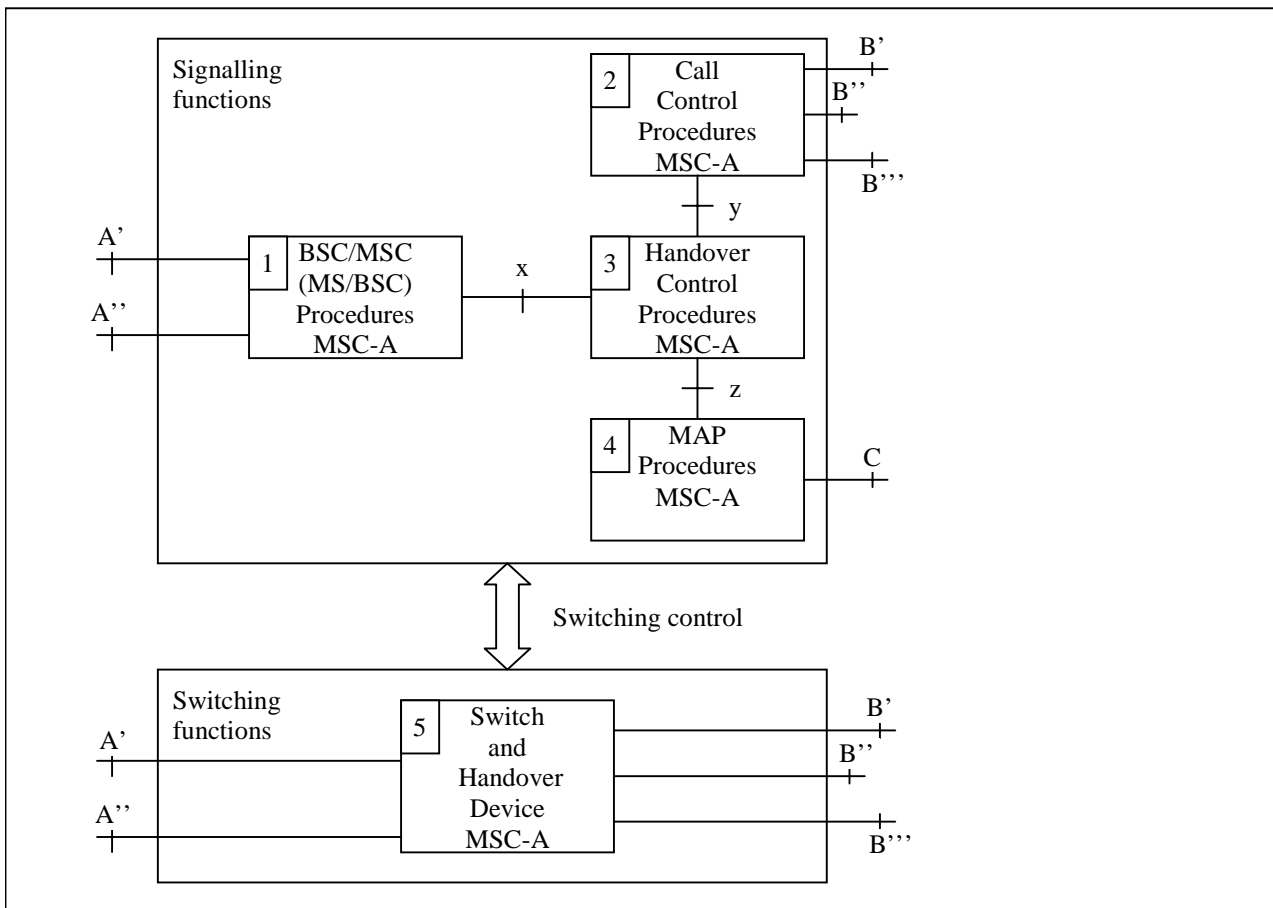 Signalling
functions
2
Call
Control
Procedures
MSC-A
B'
B’’
B’’’
y
A’
A’’
1
BSC/MSC
(MS/BSC)
Procedures
MSC-A
x
3
Handover
Control
Procedures
MSC-A
z
4
MAP
Procedures
MSC-A
C
Switching control
Switching
functions
A’
A’’
5
Switch
and
Handover
Device
MSC-A
B’
B’’
B’’’